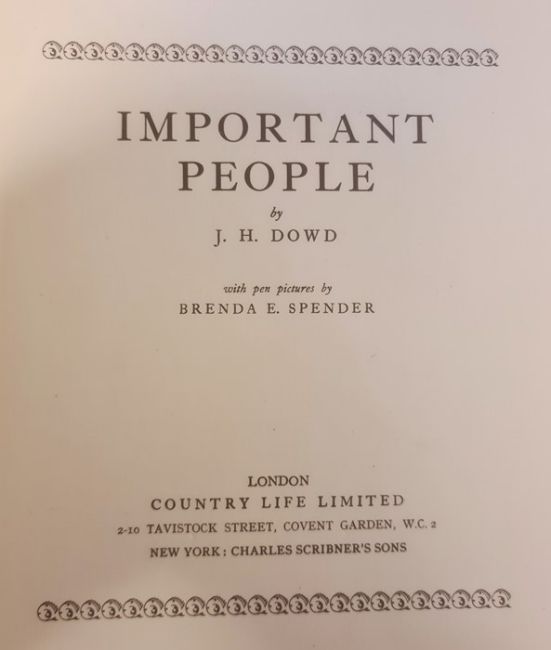 IMPORTANT
PEOPLE
by
J. H. DOWD
with pen pictures by
BRENDA E. SPENDER
LONDON
COUNTRY LIFE LIMITED
2-10 TAVISTOCK STREET, COVENT GARDEN, W.C. 2
NEW YORK: CHARLES SCRIBNER'S SONS